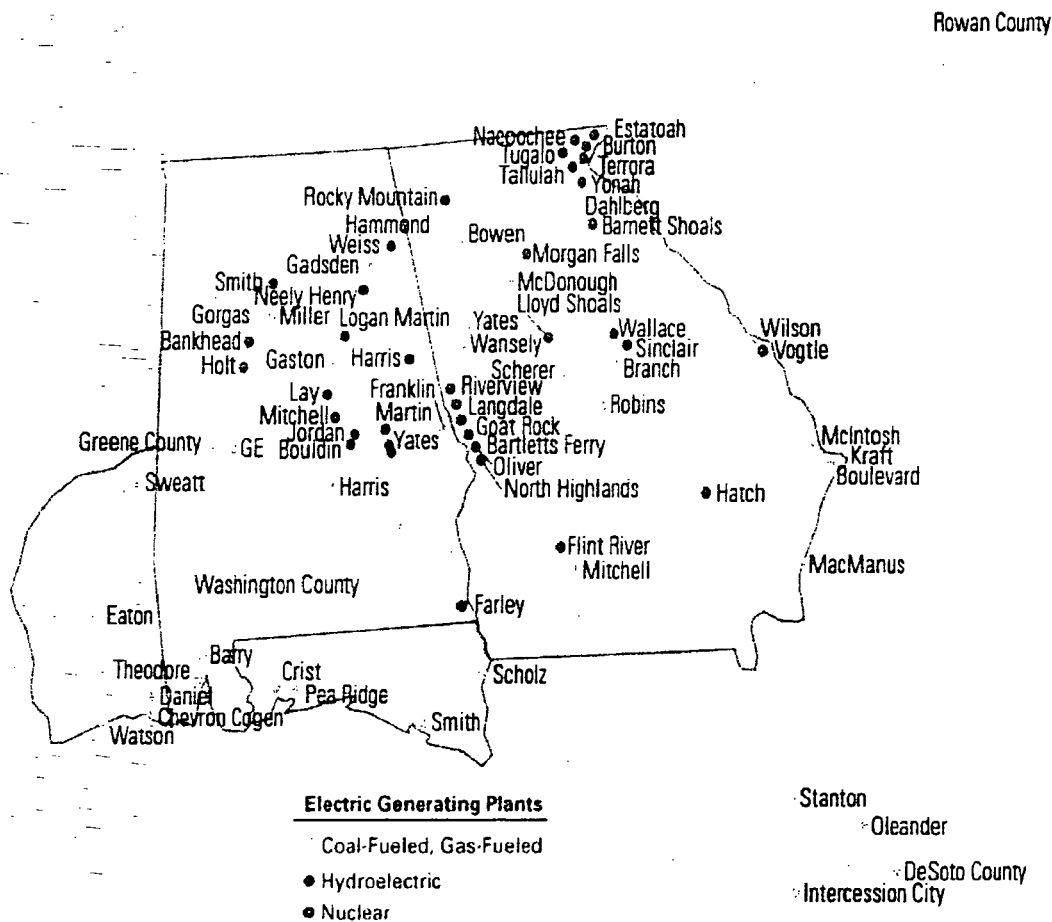 Rowan County
Estatoah
Nacoochee
Burton
Tugalo
Terrora
Tallulah
Yonah
Rocky Mountain
Dahlberg
Barnett Shoals
Hammond
Bowen
Weiss
Morgan Falls
Gadsden
Smith
McDonough
Neely Henry
Lloyd Shoals
Gorgas
Miller
Logan Martin
Yates
Wallace
Wilson
Bankhead
Wansely
Sinclair
Vogtle
Holt
Gaston
Harris
Scherer
Branch
Lay
Franklin
Riverview
Mitchell
Martin
Langdale
Robins
Jordan
Goat Rock
Greene County
GE
Bouldin
Yates
Bartletts Ferry
McIntosh
Kraft
Oliver
Boulevard
Sweatt
Harris
North Highlands
Hatch
Flint River
Mitchell
MacManus
Washington County
Farley
Eaton
Barry
Theodore
Crist
Scholz
Daniel
Pea Ridge
Chevron Cogen
Smith
Watson
Electric Generating Plants
Coal-Fueled, Gas-Fueled
Hydroelectric
Nuclear
Stanton
Oleander
DeSoto County
Intercession City